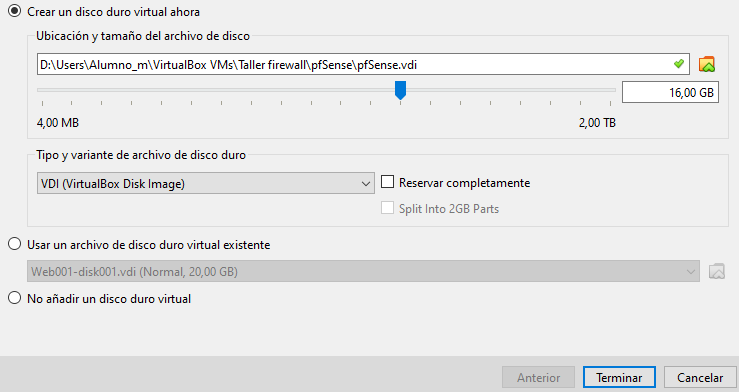 Crear un disco duro virtual ahora
Ubicación y tamaño del archivo de disco
D:\Users\Alumno_m\VirtualBox VMs\Taller firewall\pfSense\pfSense.vdi
16,00 GB
4,00 MB 2,00 TB
Tipo y variante de archivo de disco duro
VDI (VirtualBox Disk Image) Reservar completamente
Split Into 2GB Parts
Usar un archivo de disco duro virtual existente
Web001-disk001.vdi (Normal, 20,00 GB)
No añadir un disco duro virtual
Anterior Terminar Cancelar